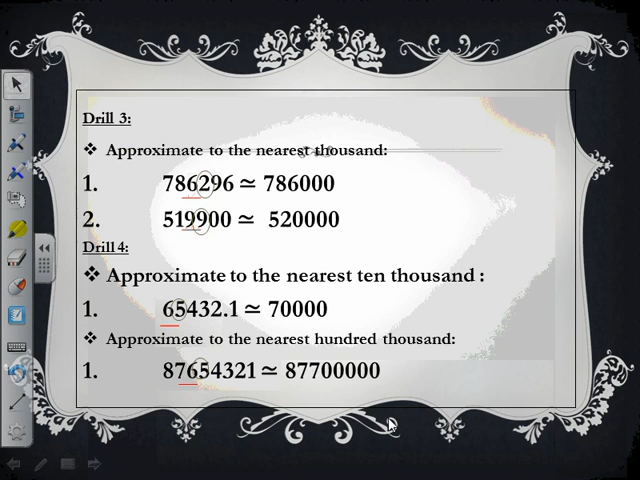 Drill 3:
❖ Approximate to the nearest thousand:
1. 786296 ≃ 786000
2. 519900 ≃ 520000
Drill 4:
❖ Approximate to the nearest ten thousand :
1. 65432.1 ≃ 70000
❖ Approximate to the nearest hundred thousand:
1. 87654321 ≃ 87700000